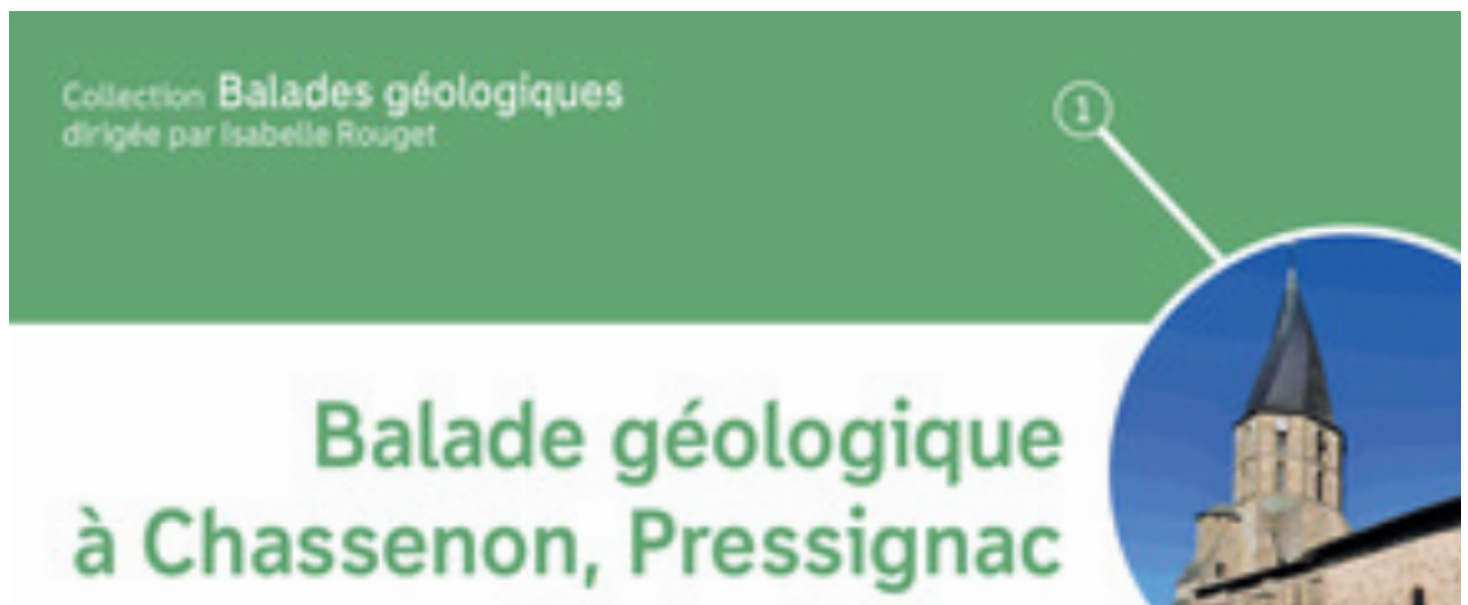 Collection Balades géologiques
dirigée par Isabelle Rouget
1
Balade géologique
à Chassenon, Pressignac